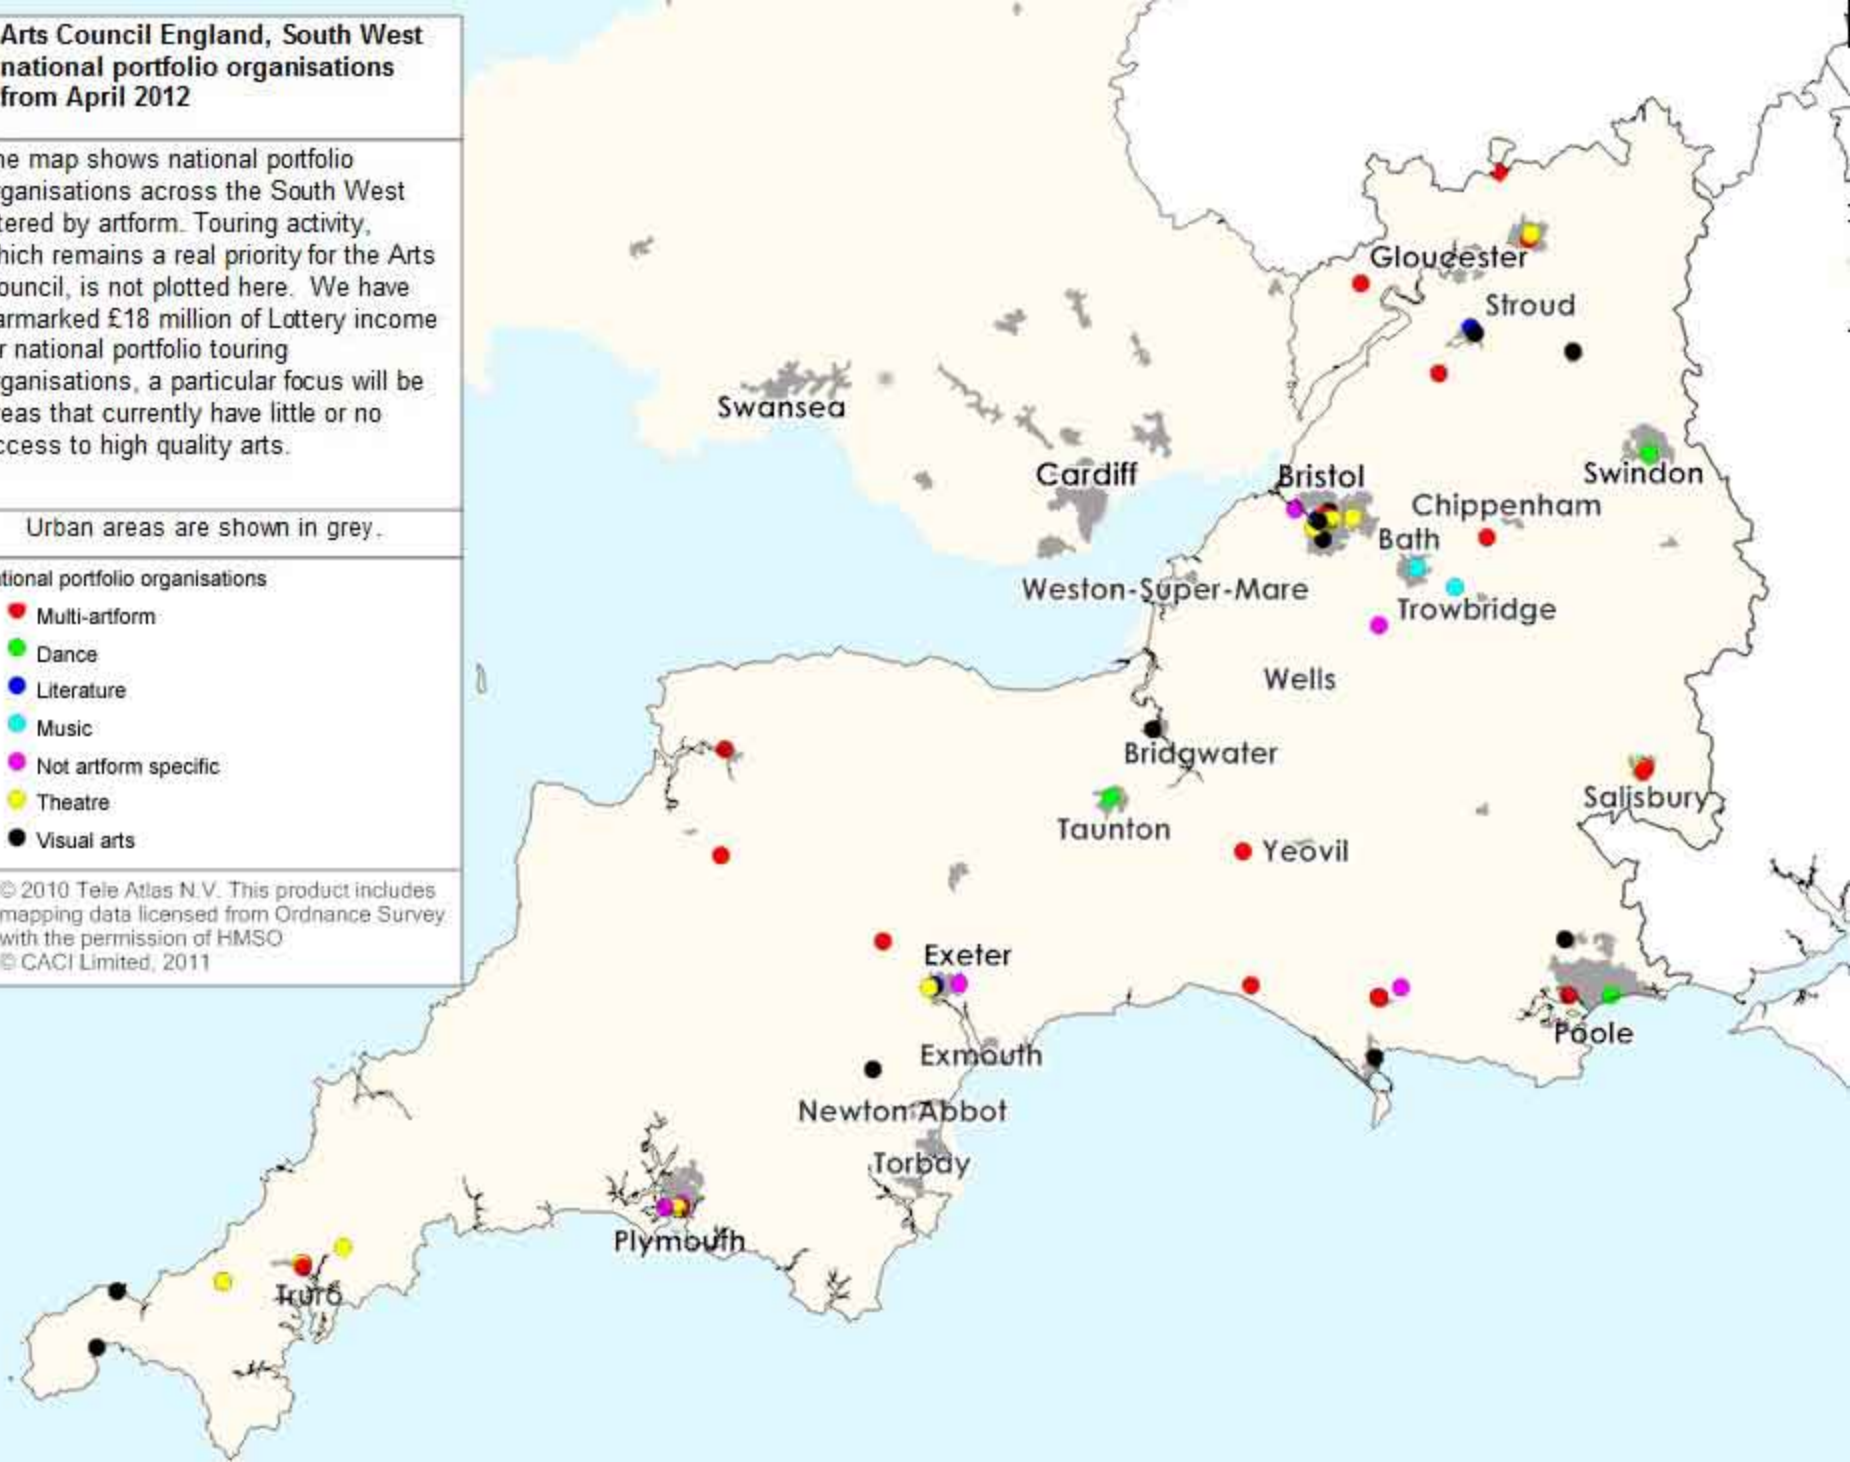 Arts Council England, South West
national portfolio organisations
from April 2012
he map shows national portfolio
ganisations across the South West
tered by artform. Touring activity,
hich remains a real priority for the Arts
ouncil, is not plotted here. We have
armarked £18 million of Lottery income
r national portfolio touring
ganisations, a particular focus will be
reas that currently have little or no
ccess to high quality arts.
Urban areas are shown in grey.
tional portfolio organisations
Multi-artform
Dance
Literature
Music
Not artform specific
Theatre
Visual arts
© 2010 Tele Atlas N.V. This product includes
mapping data licensed from Ordnance Survey
with the permission of HMSO
© CACI Limited, 2011
Gloucester
Stroud
Swansea
Cardiff
Bristol
Swindon
Chippenham
Bath
Weston-Super-Mare
Trowbridge
Wells
Bridgwater
Salisbury
Taunton
Yeovil
Exeter
Poole
Exmouth
Newton Abbot
Torbay
Plymouth
Truro